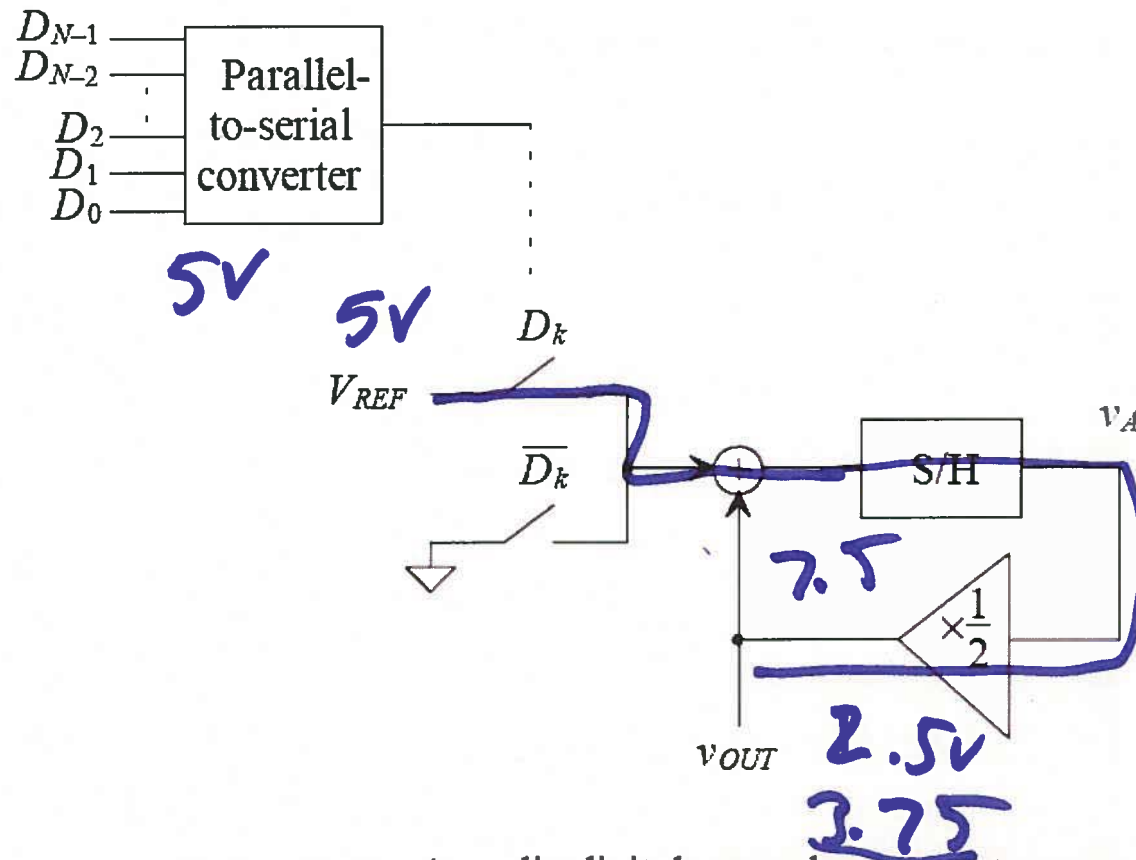 D_{N-1}
D_{N-2}
D_2
D_1
D_0
Parallel-
to-serial
converter
5V
5V
D_k
V_{REF}
\overline{D_k}
+
S/H
v_A
7.5
×\frac{1}{2}
v_{OUT}
2.5V
3.75